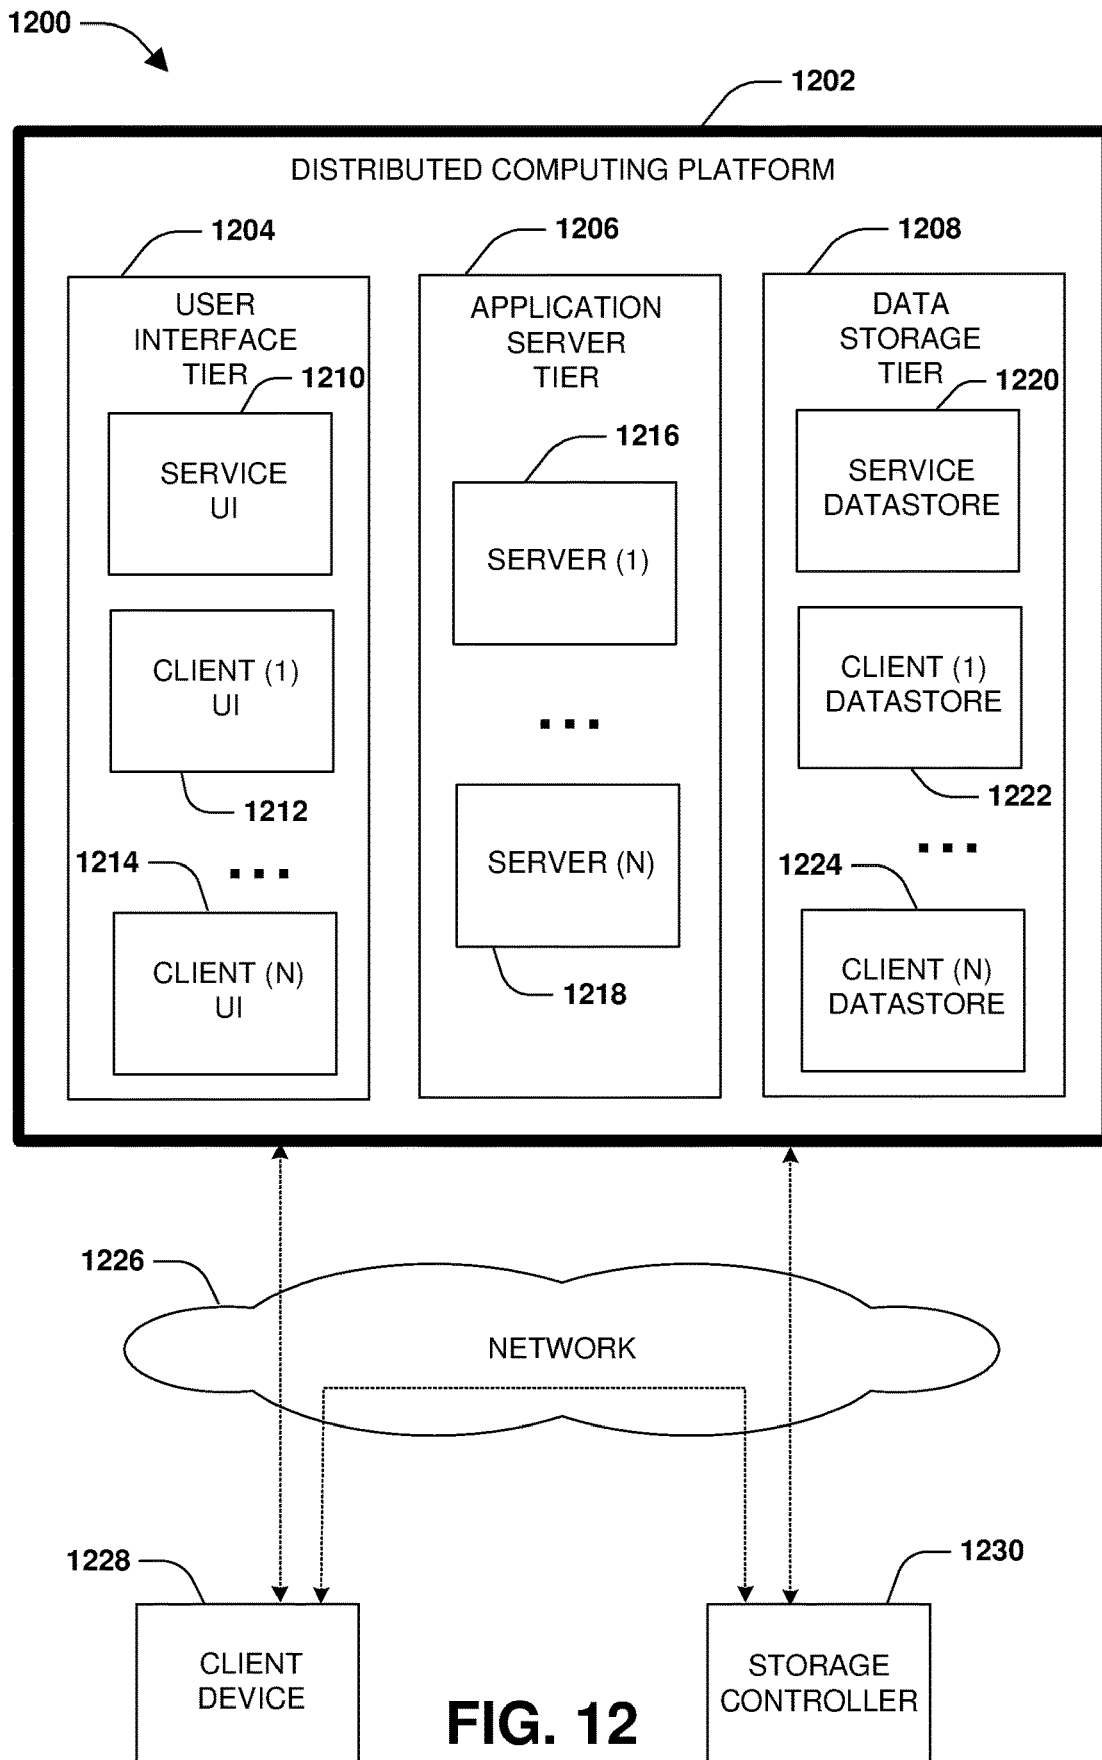 1200
1202
DISTRIBUTED COMPUTING PLATFORM
1204
1206
1208
USER
INTERFACE
TIER
APPLICATION
SERVER
TIER
DATA
STORAGE
TIER
1210
SERVICE
UI
1216
SERVER (1)
1220
SERVICE
DATASTORE
CLIENT (1)
UI
1212
CLIENT (1)
DATASTORE
1222
1214
...
CLIENT (N)
UI
...
SERVER (N)
1218
...
1224
CLIENT (N)
DATASTORE
1226
NETWORK
1228
CLIENT
DEVICE
1230
STORAGE
CONTROLLER
FIG. 12